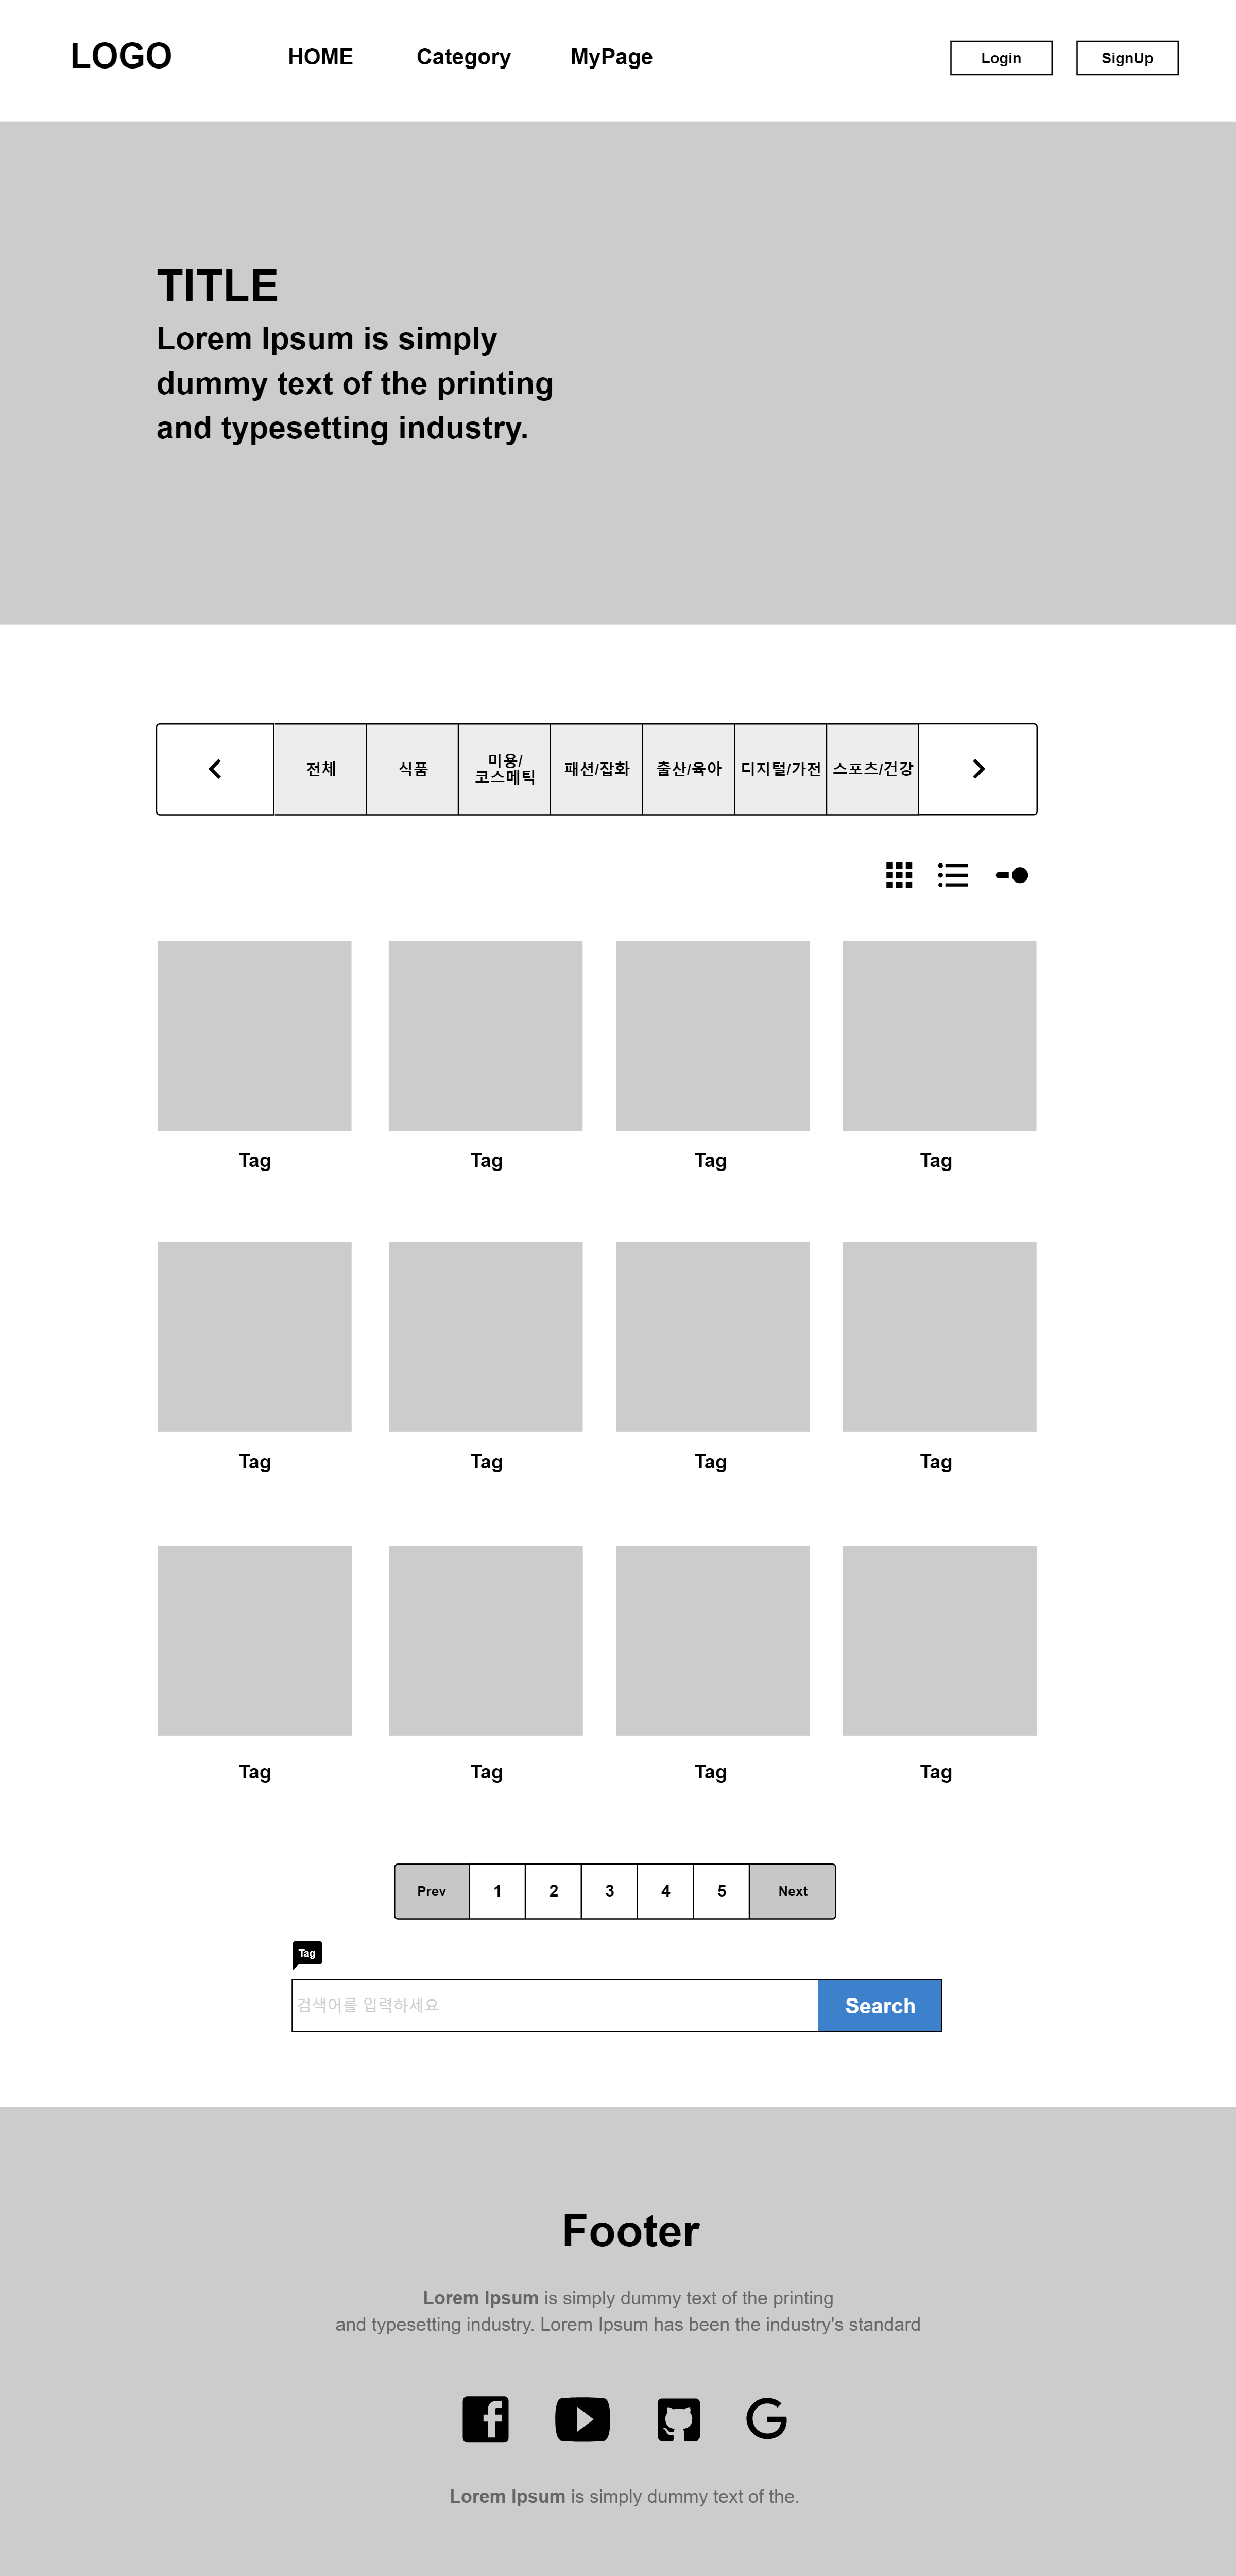 LOGO
HOME
Category
MyPage
Login
SignUp
TITLE
Lorem Ipsum is simply
dummy text of the printing
and typesetting industry.
전체
식품
미용/
코스메틱
패션/잡화
출산/육아
디지털/가전
스포츠/건강
Tag
Tag
Tag
Tag
Tag
Tag
Tag
Tag
Tag
Tag
Tag
Tag
Prev
1
2
3
4
5
Next
Tag
검색어를 입력하세요
Search
Footer
Lorem Ipsum is simply dummy text of the printing
and typesetting industry. Lorem Ipsum has been the industry's standard
Lorem Ipsum is simply dummy text of the.